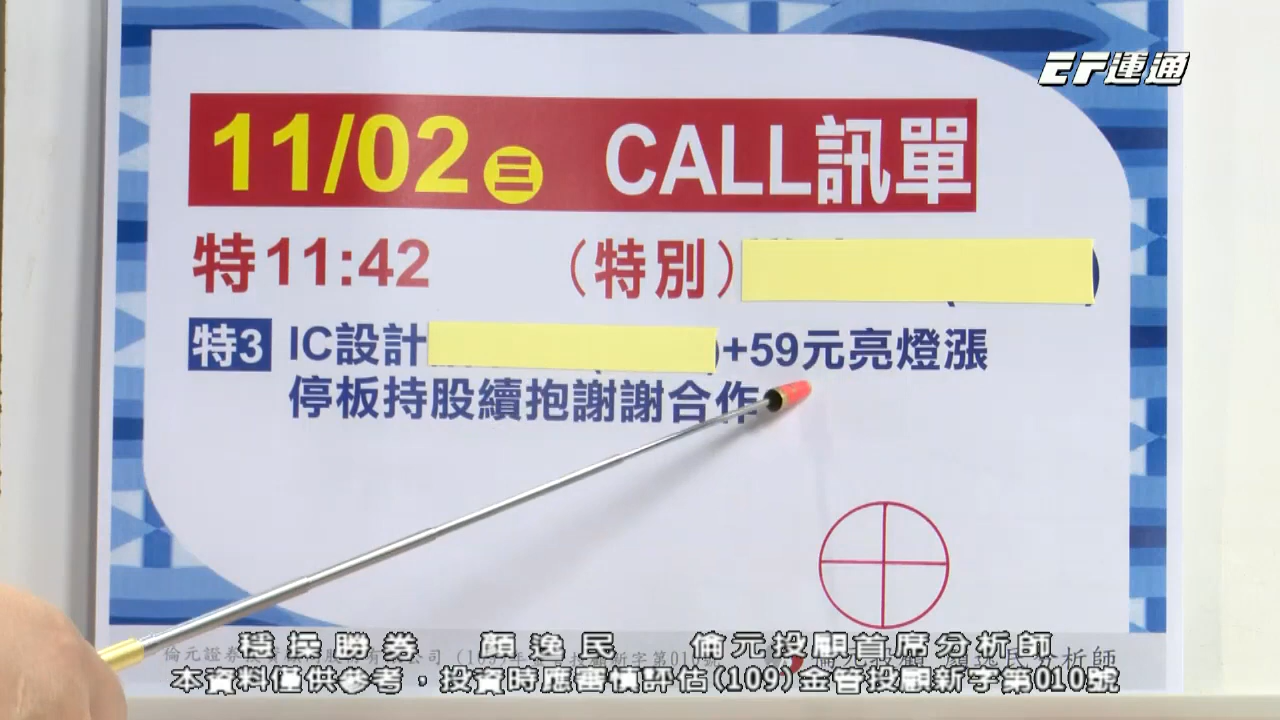 EF運通
11/02 三 CALL訊單
特11:42 (特別)
特3 IC設計 )+59元亮燈漲
停板持股續抱謝謝合作
穩操勝券 顏逸民 倫元投顧首席分析師
本資料僅供參考，投資時應審慎評估(109)金管投顧新字第010號